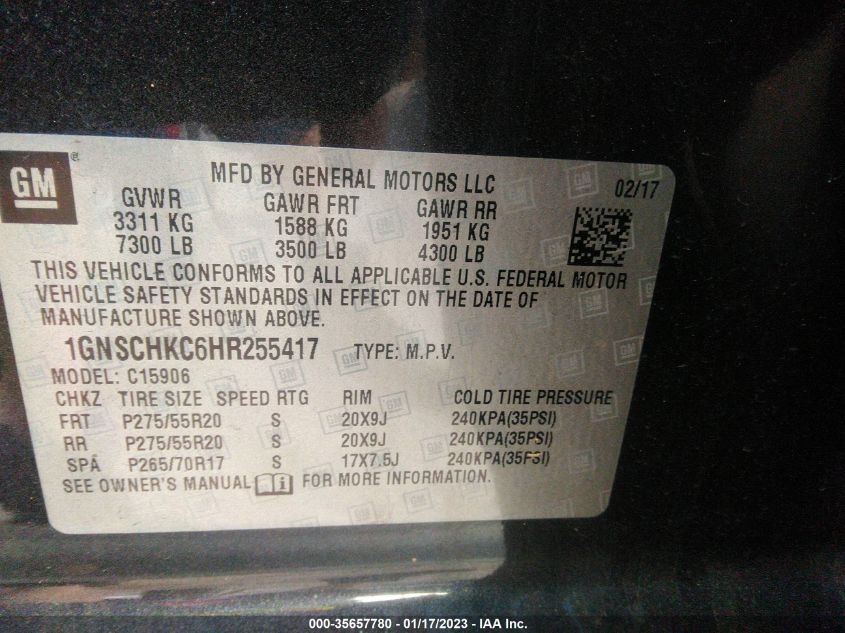 GM ®
MFD BY GENERAL MOTORS LLC 02/17
GVWR GAWR FRT GAWR RR
3311 KG 1588 KG 1951 KG
7300 LB 3500 LB 4300 LB
THIS VEHICLE CONFORMS TO ALL APPLICABLE U.S. FEDERAL MOTOR
VEHICLE SAFETY STANDARDS IN EFFECT ON THE DATE OF
MANUFACTURE SHOWN ABOVE.
1GNSCHKC6HR255417 TYPE: M.P.V.
MODEL: C15906
CHKZ TIRE SIZE SPEED RTG RIM COLD TIRE PRESSURE
FRT P275/55R20 S 20X9J 240KPA(35PSI)
RR P275/55R20 S 20X9J 240KPA(35PSI)
SPA P265/70R17 S 17X7.5J 240KPA(35PSI)
SEE OWNER'S MANUAL i FOR MORE INFORMATION.
000-35657780 - 01/17/2023 - IAA Inc.